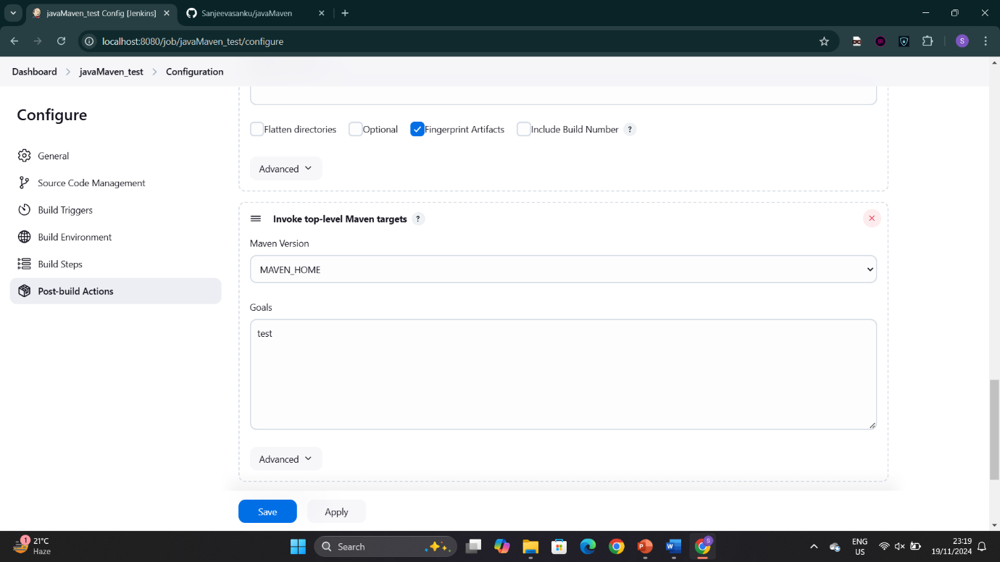 javaMaven_test Config [Jenkins]
Sanjeevasanku/javaMaven
localhost:8080/job/javaMaven_test/configure
S
Dashboard
javaMaven_test
Configuration
Configure
General
Source Code Management
Build Triggers
Build Environment
Build Steps
Post-build Actions
Flatten directories
Optional
Fingerprint Artifacts
Include Build Number
?
Advanced
Invoke top-level Maven targets
?
Maven Version
MAVEN_HOME
Goals
test
Advanced
Save
Apply
1
21°C
Haze
Search
S
ENG
US
23:19
19/11/2024